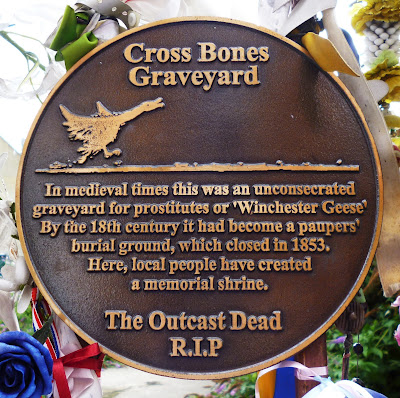 Cross Bones
Graveyard
In medieval times this was an unconsecrated
graveyard for prostitutes or 'Winchester Geese'
By the 18th century it had become a paupers'
burial ground, which closed in 1853.
Here, local people have created
a memorial shrine.
The Outcast Dead
R.I.P